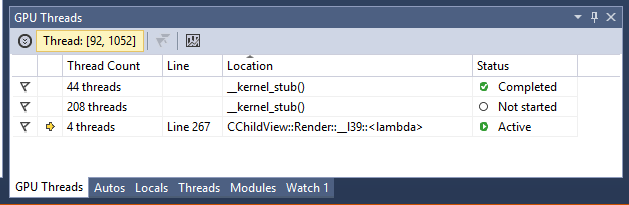 GPU Threads
Thread: [92, 1052]
Thread Count Line Location Status
44 threads __kernel_stub() Completed
208 threads __kernel_stub() Not started
4 threads Line 267 CChildView::Render::__l39::<lambda> Active
GPU Threads Autos Locals Threads Modules Watch 1